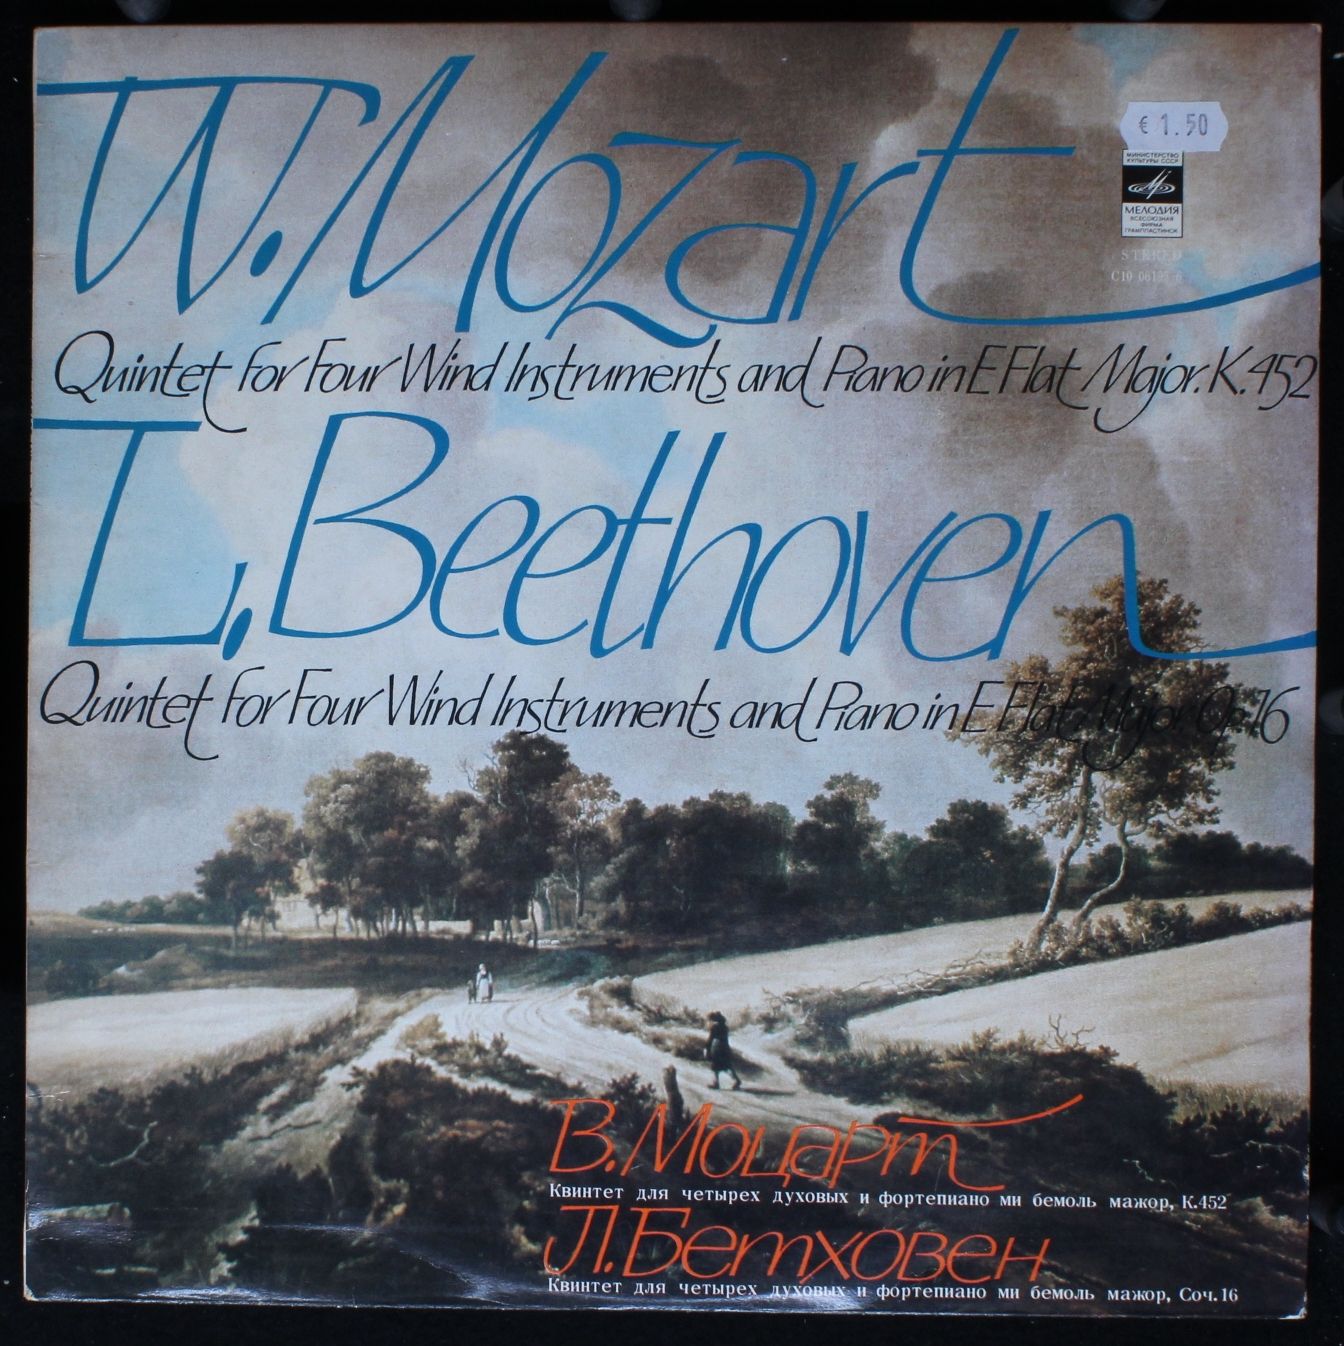 W. Mozart
€ 1.50
МИНИСТЕРСТВО
КУЛЬТУРЫ СССР
МЕЛОДИЯ
ВСЕСОЮЗНАЯ
ФИРМА
ГРАМПЛАСТИНОК
STEREO
Quintet for Four Wind Instruments and Piano in E Flat Major. K. 452
L. Beethoven
Quintet for Four Wind Instruments and Piano in E Flat Major. Op. 16
В. Моцарт
Квинтет для четырех духовых и фортепиано ми бемоль мажор, К.452
Л. Бетховен
Квинтет для четырех духовых и фортепиано ми бемоль мажор, Соч. 16